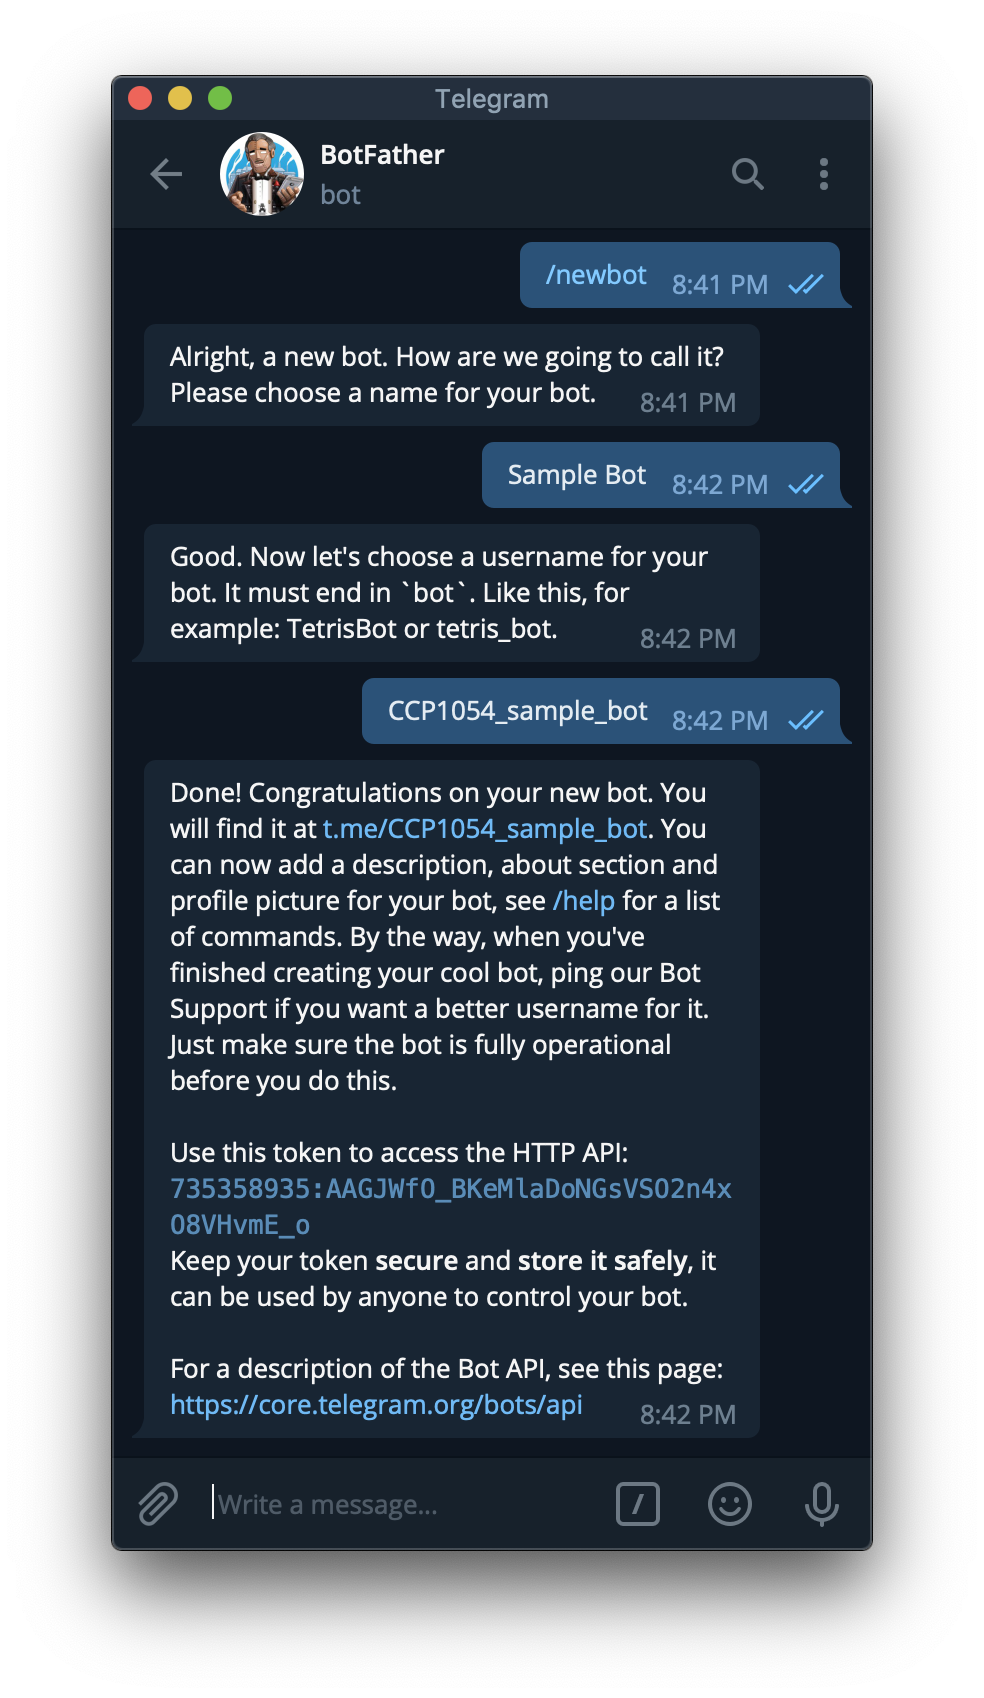 Telegram
BotFather
bot
/newbot 8:41 PM
Alright, a new bot. How are we going to call it?
Please choose a name for your bot. 8:41 PM
Sample Bot 8:42 PM
Good. Now let's choose a username for your
bot. It must end in `bot`. Like this, for
example: TetrisBot or tetris_bot. 8:42 PM
CCP1054_sample_bot 8:42 PM
Done! Congratulations on your new bot. You
will find it at t.me/CCP1054_sample_bot. You
can now add a description, about section and
profile picture for your bot, see /help for a list
of commands. By the way, when you've
finished creating your cool bot, ping our Bot
Support if you want a better username for it.
Just make sure the bot is fully operational
before you do this.
Use this token to access the HTTP API:
735358935:AAGJWfO_BKeMlaDoNGsVSO2n4x
O8VHvmE_o
Keep your token secure and store it safely, it
can be used by anyone to control your bot.
For a description of the Bot API, see this page:
https://core.telegram.org/bots/api 8:42 PM
Write a message...